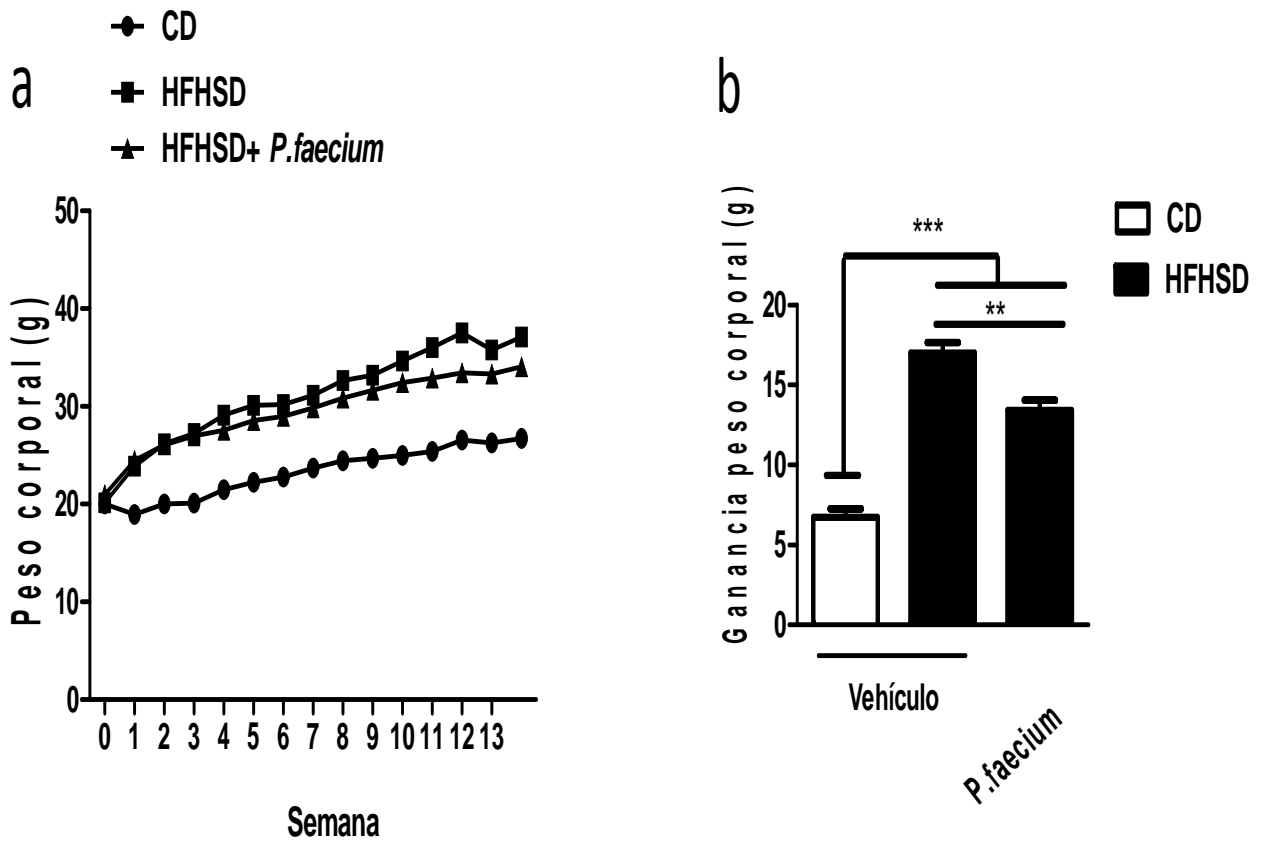 a
CD
HFHSD
HFHSD+ P.faecium
Peso corporal (g)
50
40
30
20
10
0
0 1 2 3 4 5 6 7 8 9 10 11 12 13
Semana
b
CD
HFHSD
Ganancia peso corporal (g)
***
**
20
15
10
5
0
Vehículo
P.faecium